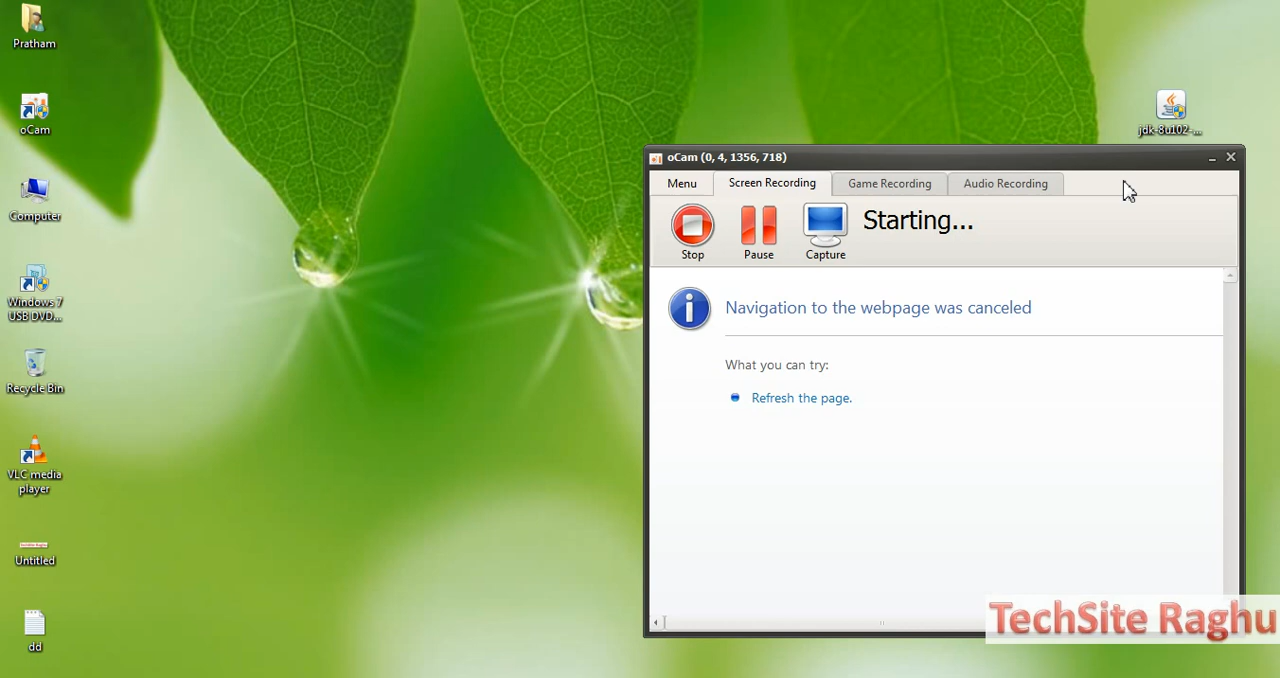 Pratham
oCam
Computer
Windows 7
USB DVD...
Recycle Bin
VLC media
player
Untitled
dd
jdk-8u102-...
oCam (0, 4, 1356, 718)
Menu
Screen Recording
Game Recording
Audio Recording
Stop
Pause
Capture
Starting...
Navigation to the webpage was canceled
What you can try:
Refresh the page.
TechSite Raghu